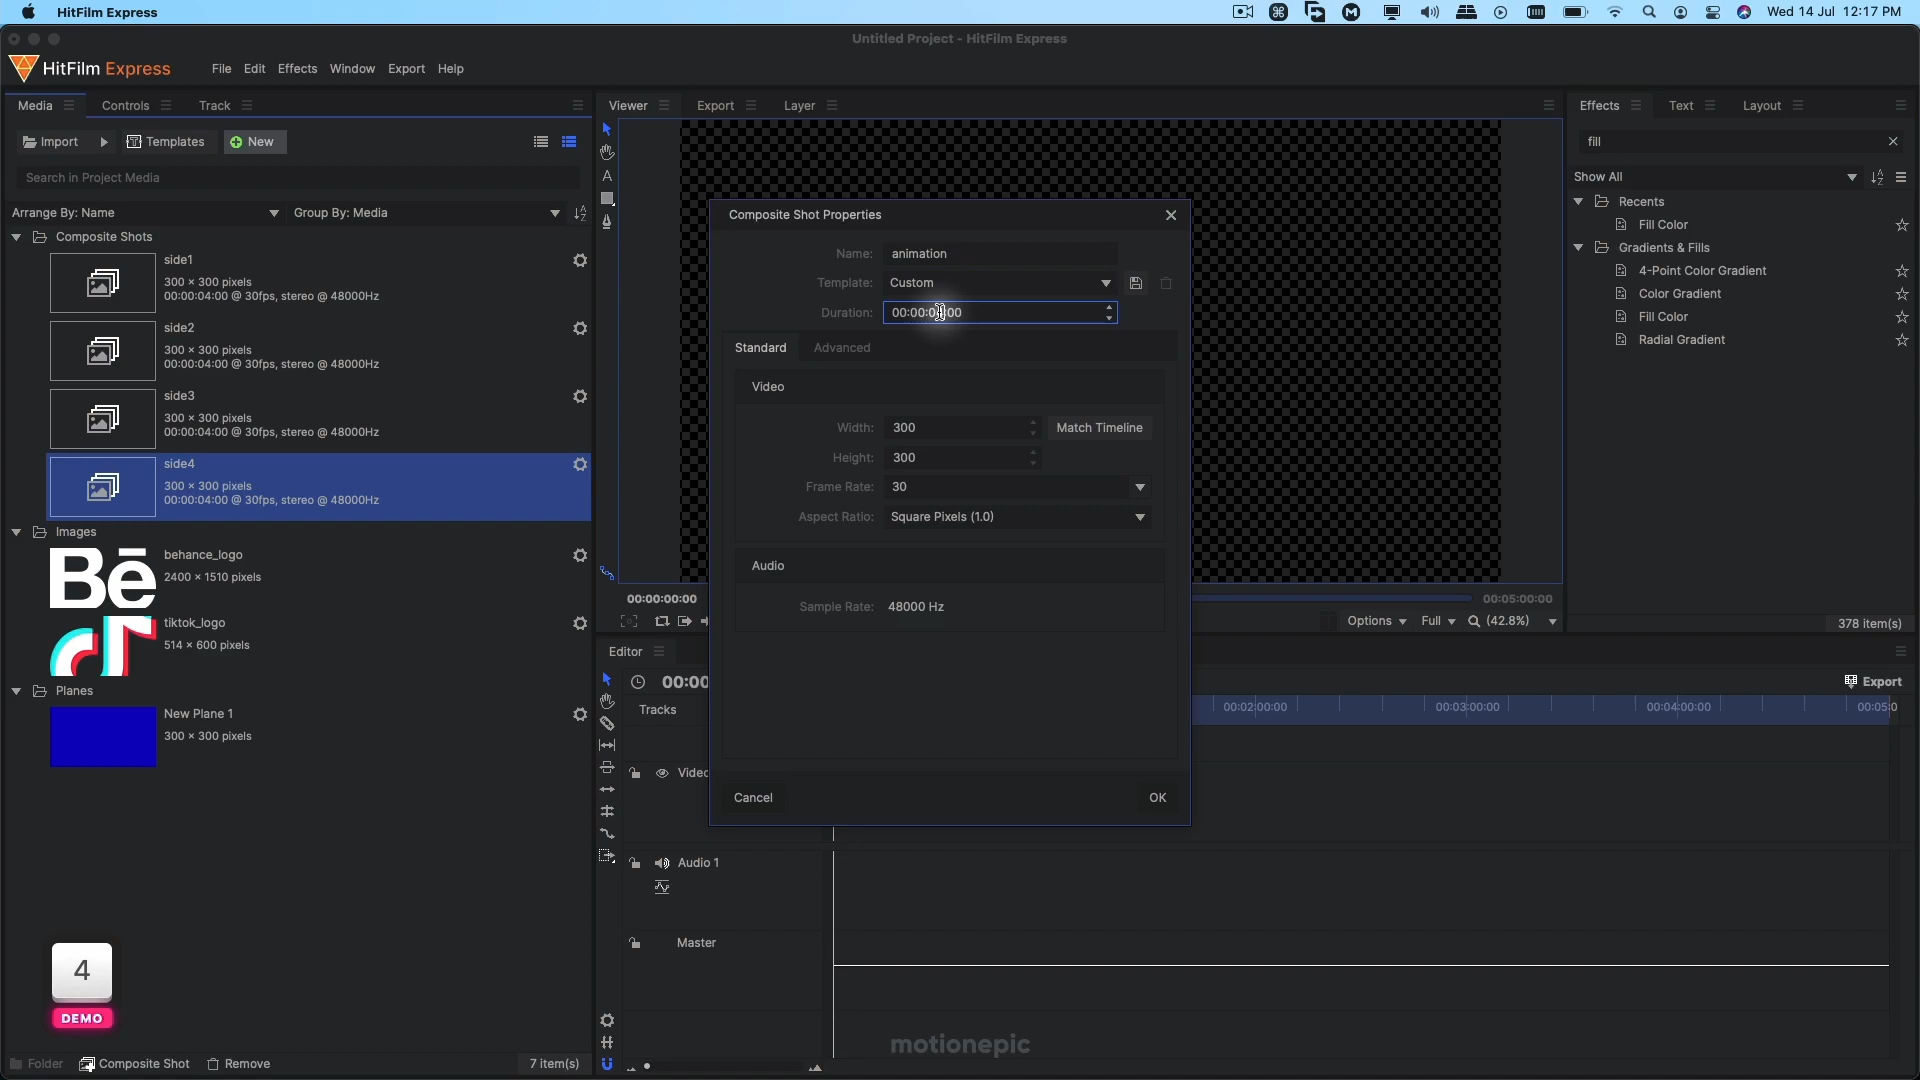 HitFilm Express
Wed 14 Jul 12:17 PM
Untitled Project - HitFilm Express
HitFilm Express
File Edit Effects Window Export Help
Media Controls Track
Viewer Export Layer
Effects Text Layout
Import Templates New
fill
Search in Project Media
Show All
Arrange By: Name Group By: Media
Composite Shots
side1
300 × 300 pixels
00:00:04:00 @ 30fps, stereo @ 48000Hz
side2
300 × 300 pixels
00:00:04:00 @ 30fps, stereo @ 48000Hz
side3
300 × 300 pixels
00:00:04:00 @ 30fps, stereo @ 48000Hz
side4
300 × 300 pixels
00:00:04:00 @ 30fps, stereo @ 48000Hz
Images
Bē
behance_logo
2400 × 1510 pixels
tiktok_logo
514 × 600 pixels
Planes
New Plane 1
300 × 300 pixels
4
DEMO
Folder Composite Shot Remove 7 item(s)
Composite Shot Properties
Name: animation
Template: Custom
Duration:
Standard Advanced
Video
Width: 300 Match Timeline
Height: 300
Frame Rate: 30
Aspect Ratio: Square Pixels (1.0)
Audio
Sample Rate: 48000 Hz
Cancel OK
Recents
Fill Color
Gradients & Fills
4-Point Color Gradient
Color Gradient
Fill Color
Radial Gradient
378 item(s)
00:00:00:00 00:05:00:00
Options Full (42.8%)
Editor
00:00
Export
Tracks 00:02:00:00 00:03:00:00 00:04:00:00 00:05:0
Video
Audio 1
Master
motionepic